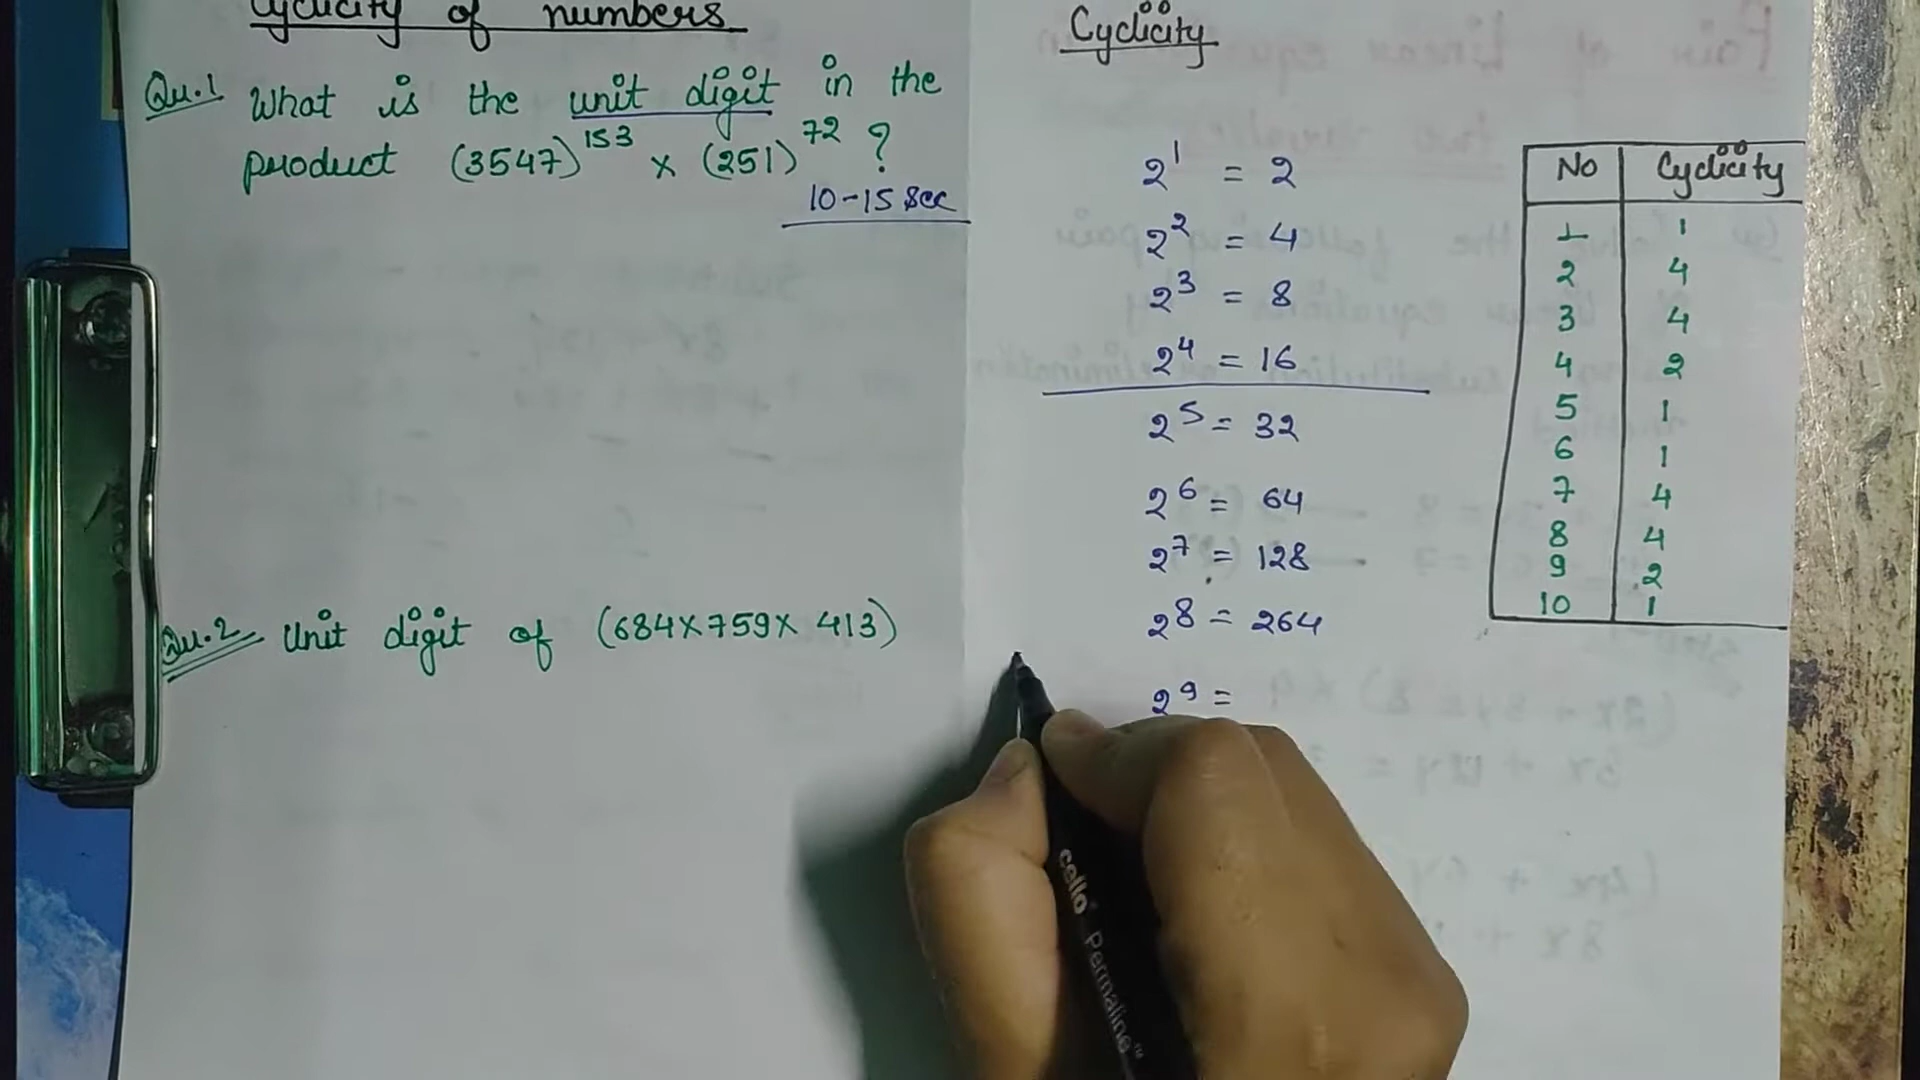 Cyclicity of numbers
Qu.1 What is the unit digit in the
product (3547)^153 x (251)^72 ?
10-15 Sec
Qu.2 Unit digit of (684x759x 413)
Cyclicity
2^1 = 2
2^2 = 4
2^3 = 8
2^4 = 16
2^5 = 32
2^6 = 64
2^7 = 128
2^8 = 264
2^9 =
No Cyclicity
1 1
2 4
3 4
4 2
5 1
6 1
7 4
8 4
9 2
10 1
cello Permaline™